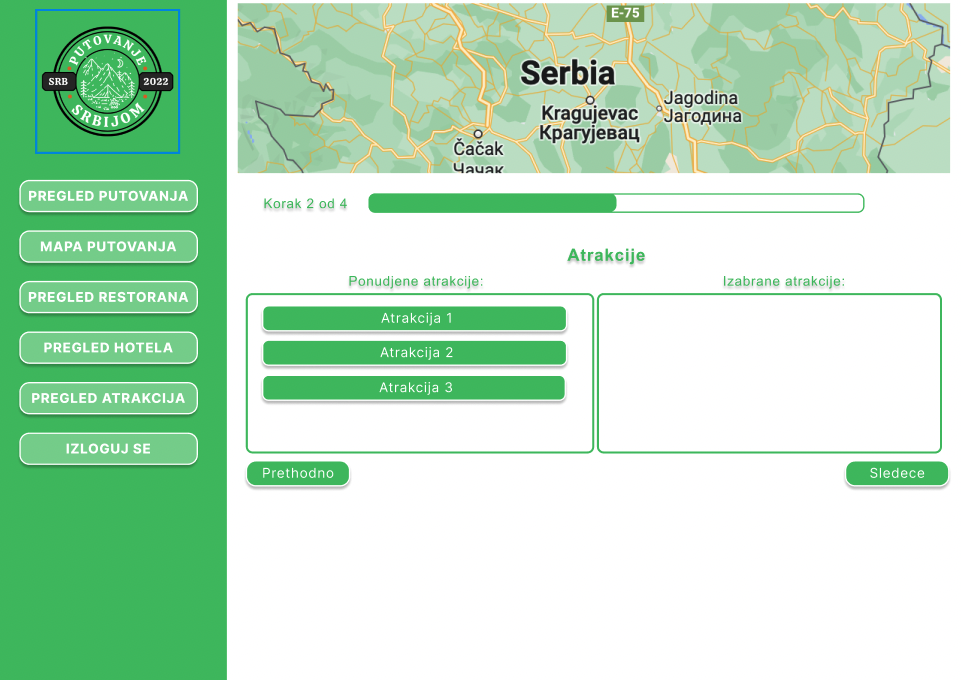 PUTOVANJE
SRB
2022
SRBIJOM
PREGLED PUTOVANJA
MAPA PUTOVANJA
PREGLED RESTORANA
PREGLED HOTELA
PREGLED ATRAKCIJA
IZLOGUJ SE
E-75
Serbia
Kragujevac
Крагујевац
Jagodina
Јагодина
Čačak
Чачак
Korak 2 od 4
Atrakcije
Ponudjene atrakcije:
Izabrane atrakcije:
Atrakcija 1
Atrakcija 2
Atrakcija 3
Prethodno
Sledece